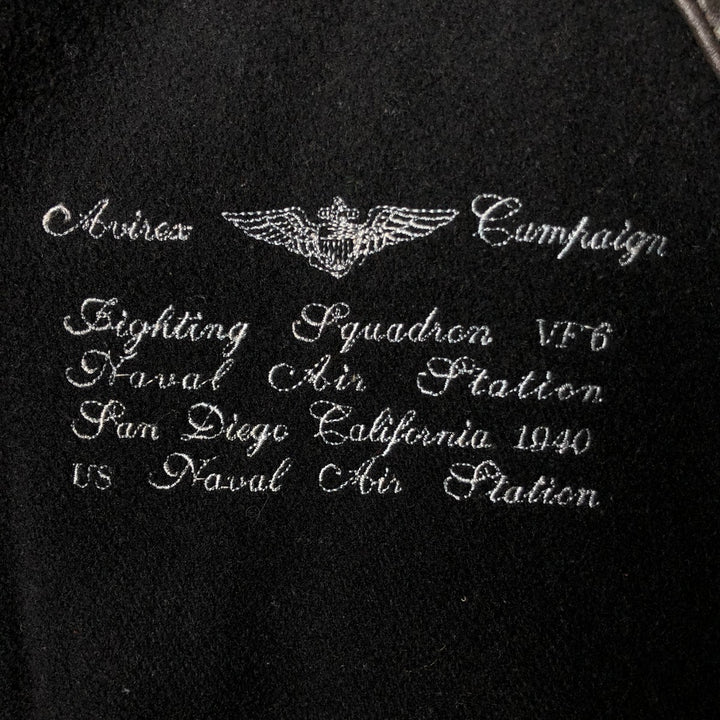 Avirex Campaign
Fighting Squadron VF6
Naval Air Station
San Diego California 1940
US Naval Air Station